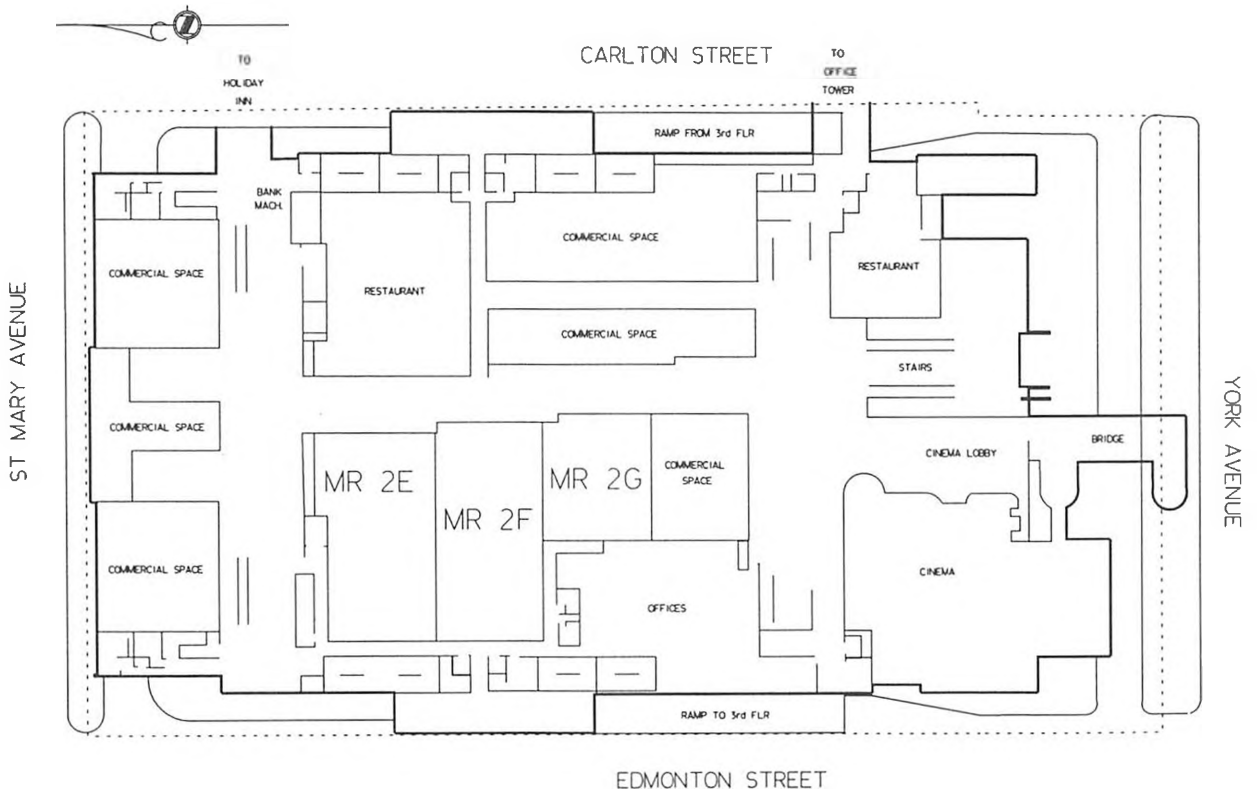 CARLTON STREET
TO
HOLIDAY
INN
TO
OFFICE
TOWER
RAMP FROM 3rd FLR
BANK
MACH.
COMMERCIAL SPACE
RESTAURANT
COMMERCIAL SPACE
RESTAURANT
COMMERCIAL SPACE
STAIRS
ST MARY AVENUE
YORK AVENUE
COMMERCIAL SPACE
MR 2E
MR 2F
MR 2G
COMMERCIAL
SPACE
CINEMA LOBBY
BRIDGE
COMMERCIAL SPACE
OFFICES
CINEMA
RAMP TO 3rd FLR
EDMONTON STREET